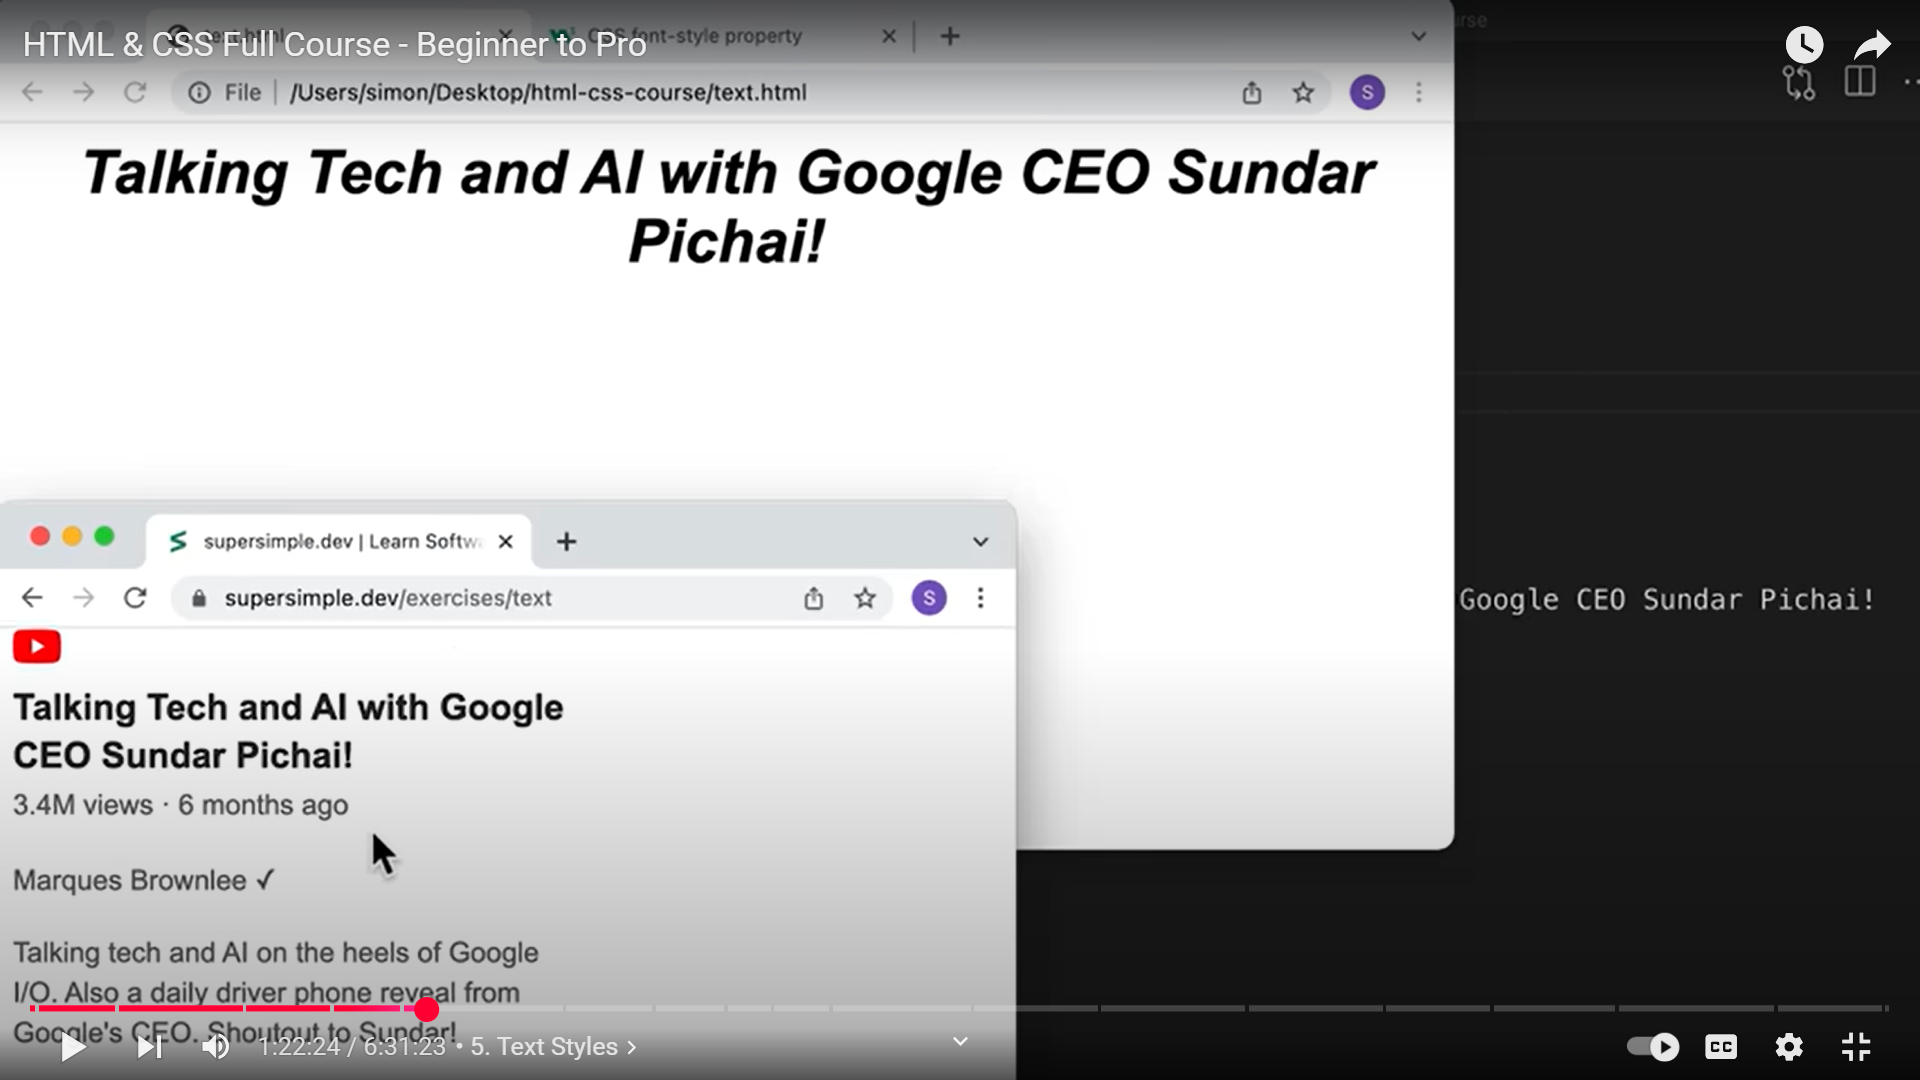 HTML & CSS Full Course - Beginner to Pro
CSS font-style property
File /Users/simon/Desktop/html-css-course/text.html
S
Talking Tech and AI with Google CEO Sundar
Pichai!
Google CEO Sundar Pichai!
supersimple.dev | Learn Softw
supersimple.dev/exercises/text
S
Talking Tech and AI with Google
CEO Sundar Pichai!
3.4M views · 6 months ago
Marques Brownlee ✓
Talking tech and AI on the heels of Google
I/O. Also a daily driver phone reveal from
Google's CEO. Shoutout to Sundar!
1:22:24 / 6:31:23 • 5. Text Styles
CC